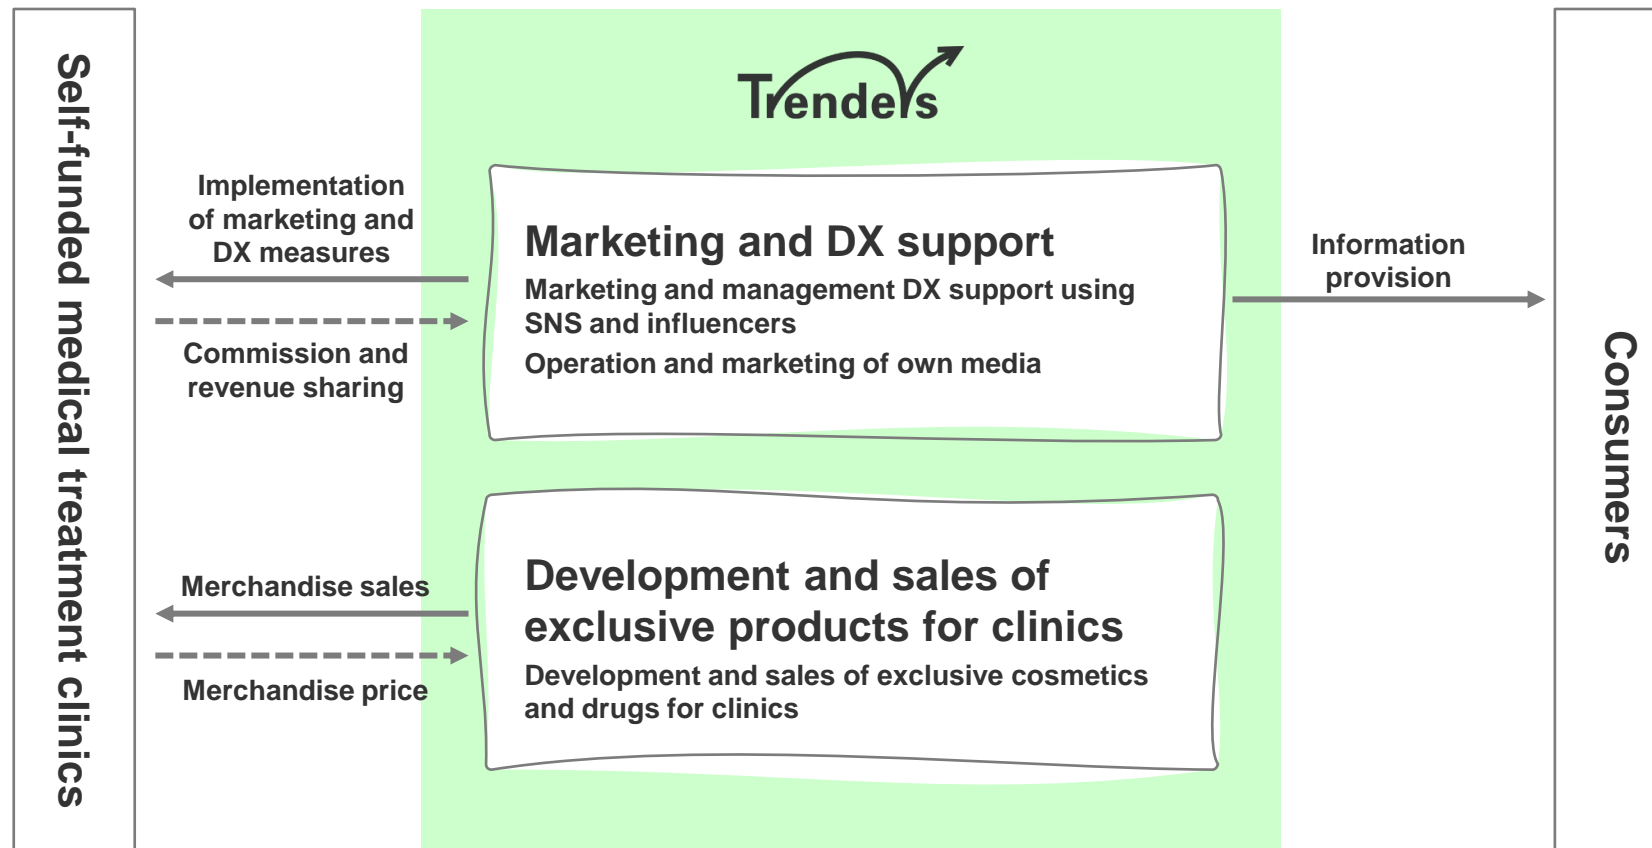 Self-funded medical treatment clinics
Trenders
Implementation
of marketing and
DX measures
Commission and
revenue sharing
Marketing and DX support
Marketing and management DX support using
SNS and influencers
Operation and marketing of own media
Information
provision
Merchandise sales
Merchandise price
Development and sales of
exclusive products for clinics
Development and sales of exclusive cosmetics
and drugs for clinics
Consumers